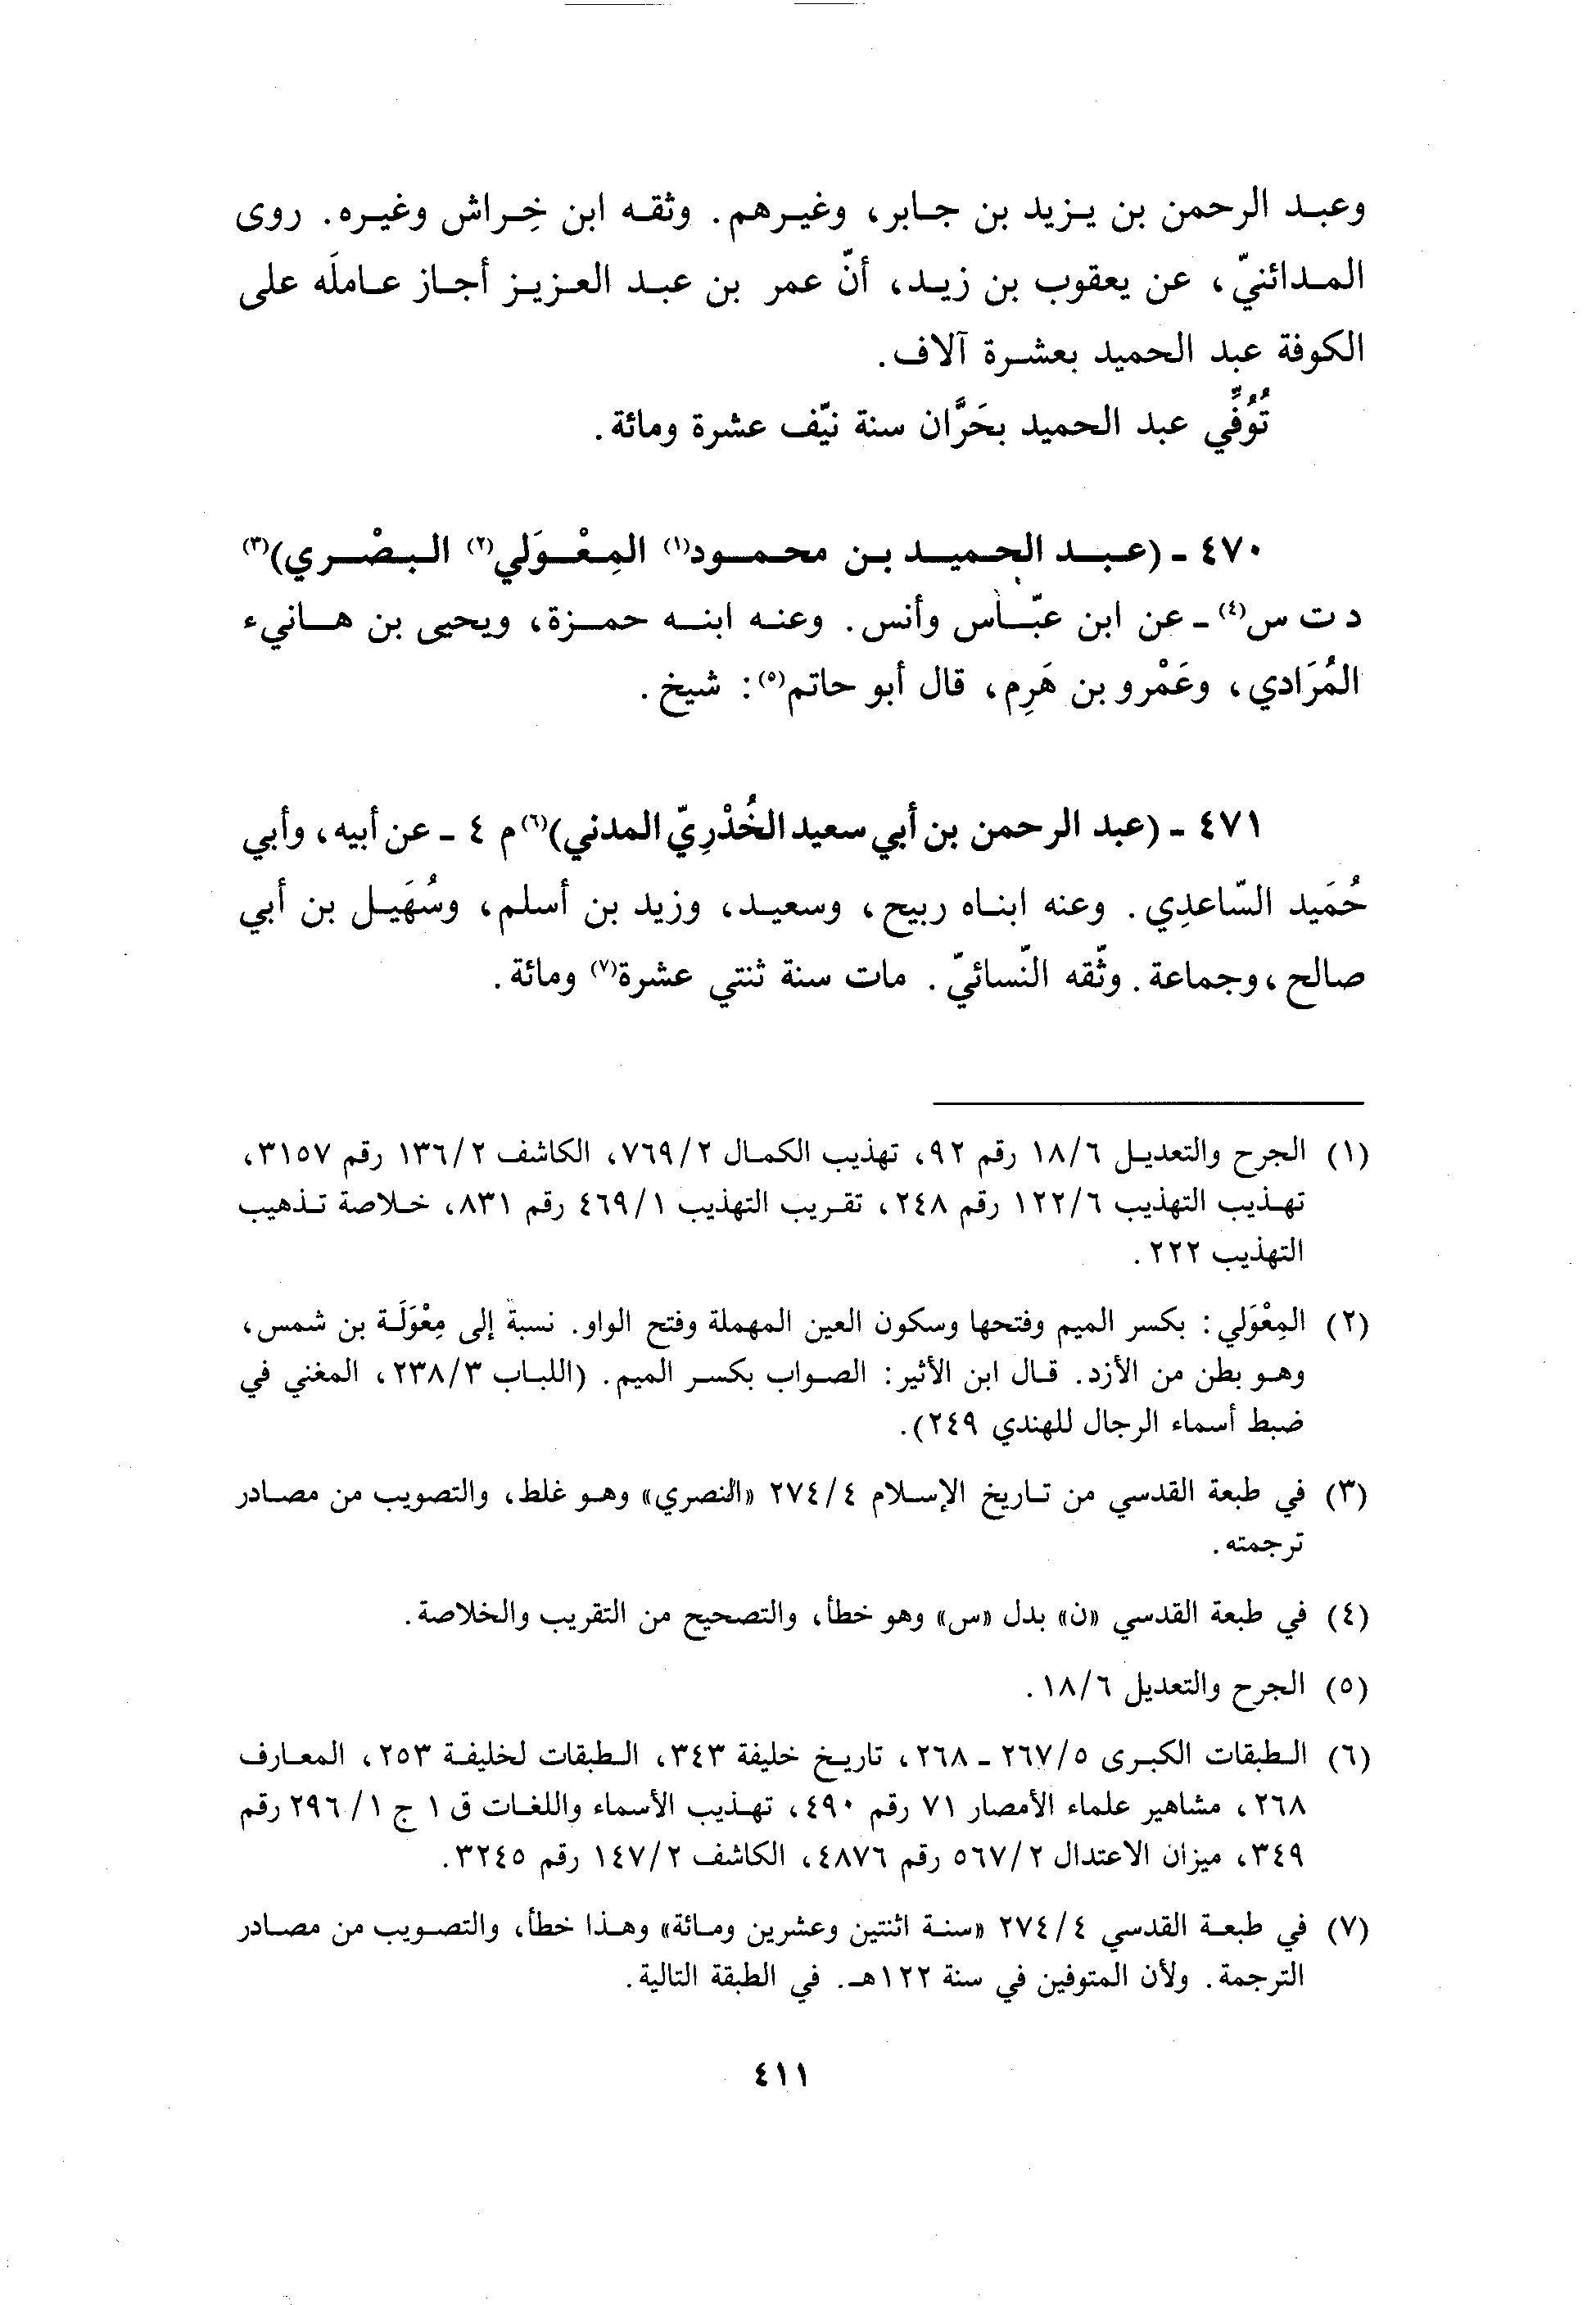 وعبد الرحمن بن يزيد بن جابر، وغيرهم. وثقه ابن خِراش وغيره. روى
المدائنيّ، عن يعقوب بن زيد، أنّ عمر بن عبد العزيز أجاز عاملَه على
الكوفة عبد الحميد بعشرة آلاف.
تُوُفِّي عبد الحميد بحَرَّان سنة نيّف عشرة ومائة.
٤٧٠ - (عبد الحميد بن محمود(١) المِعْوَلي(٢) البصْري)(٣)
د ت س(٤) - عن ابن عبّاس وأنس. وعنه ابنه حمزة، ويحيى بن هانيء
المُرَادي، وعَمْرو بن هَرِم، قال أبو حاتم(٥): شيخ.
٤٧١ - (عبد الرحمن بن أبي سعيد الخُدْرِيّ المدني)(٦) م ٤ - عن أبيه، وأبي
حُمَيد السّاعدِي. وعنه ابناه ربيح، وسعيد، وزيد بن أسلم، وسُهَيل بن أبي
صالح، وجماعة. وثّقه النّسائيّ. مات سنة ثنتي عشرة(٧) ومائة.
(١) الجرح والتعديل ١٨/٦ رقم ٩٢، تهذيب الكمال ٧٦٩/٢، الكاشف ١٣٦/٢ رقم ٣١٥٧،
تهذيب التهذيب ١٢٢/٦ رقم ٢٤٨، تقريب التهذيب ٤٦٩/١ رقم ٨٣١، خلاصة تذهيب
التهذيب ٢٢٢.
(٢) المِعْوَلي: بكسر الميم وفتحها وسكون العين المهملة وفتح الواو. نسبة إلى مِعْوَلَة بن شمس،
وهو بطن من الأزد. قال ابن الأثير: الصواب بكسر الميم. (اللباب ٢٣٨/٣، المغني في
ضبط أسماء الرجال للهندي ٢٤٩).
(٣) في طبعة القدسي من تاريخ الإسلام ٢٧٤/٤ «النصري» وهو غلط، والتصويب من مصادر
ترجمته.
(٤) في طبعة القدسي «ن» بدل «س» وهو خطأ، والتصحيح من التقريب والخلاصة.
(٥) الجرح والتعديل ١٨/٦.
(٦) الطبقات الكبرى ٢٦٧/٥ - ٢٦٨، تاريخ خليفة ٣٤٣، الطبقات لخليفة ٢٥٣، المعارف
٢٦٨، مشاهير علماء الأمصار ٧١ رقم ٤٩٠، تهذيب الأسماء واللغات ق ١ ج ٢٩٦/١ رقم
٣٤٩، ميزان الاعتدال ٥٦٧/٢ رقم ٤٨٧٦، الكاشف ١٤٧/٢ رقم ٣٢٤٥.
(٧) في طبعة القدسي ٢٧٤/٤ «سنة اثنتين وعشرين ومائة» وهذا خطأ، والتصويب من مصادر
الترجمة. ولأن المتوفين في سنة ١٢٢هـ. في الطبقة التالية.
٤١١